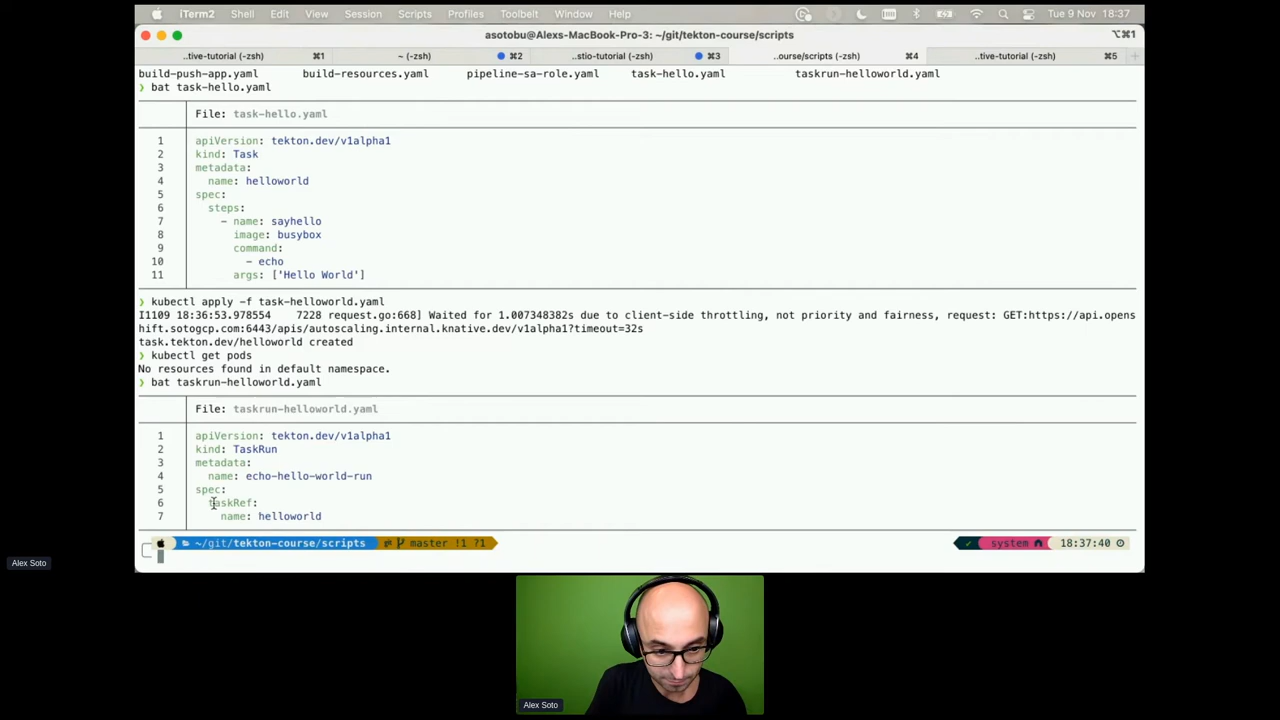 iTerm2 Shell Edit View Session Scripts Profiles Toolbelt Window Help Tue 9 Nov 18:37
asotobu@Alexs-MacBook-Pro-3: ~/git/tekton-course/scripts ⌥⌘1
..tive-tutorial (-zsh) ⌘1 ~ (-zsh) ⌘2 ..stio-tutorial (-zsh) ⌘3 ..ourse/scripts (-zsh) ⌘4 ..tive-tutorial (-zsh) ⌘5
build-push-app.yaml build-resources.yaml pipeline-sa-role.yaml task-hello.yaml taskrun-helloworld.yaml
❯ bat task-hello.yaml
File: task-hello.yaml
1 apiVersion: tekton.dev/v1alpha1
2 kind: Task
3 metadata:
4 name: helloworld
5 spec:
6 steps:
7 - name: sayhello
8 image: busybox
9 command:
10 - echo
11 args: ['Hello World']
❯ kubectl apply -f task-helloworld.yaml
I1109 18:36:53.978554 7228 request.go:668] Waited for 1.007348382s due to client-side throttling, not priority and fairness, request: GET:https://api.opens
hift.sotogcp.com:6443/apis/autoscaling.internal.knative.dev/v1alpha1?timeout=32s
task.tekton.dev/helloworld created
❯ kubectl get pods
No resources found in default namespace.
❯ bat taskrun-helloworld.yaml
File: taskrun-helloworld.yaml
1 apiVersion: tekton.dev/v1alpha1
2 kind: TaskRun
3 metadata:
4 name: echo-hello-world-run
5 spec:
6 taskRef:
7 name: helloworld
~/git/tekton-course/scripts master !1 ?1 ✓ system 18:37:40
Alex Soto
Alex Soto